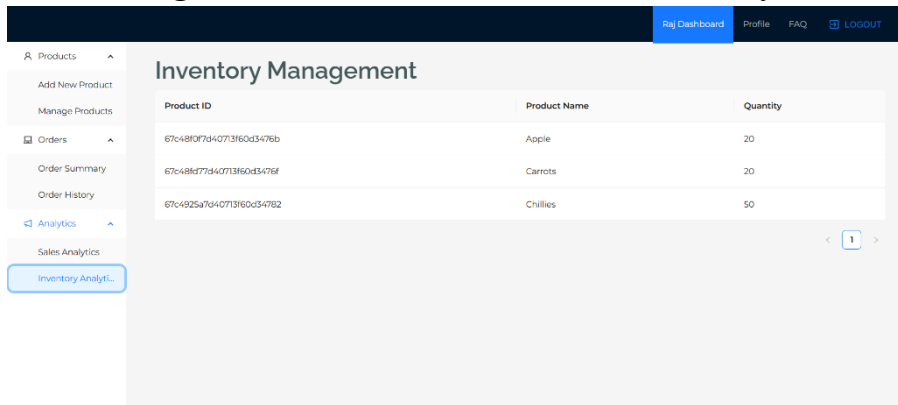 Raj Dashboard Profile FAQ LOGOUT
Products
Add New Product
Manage Products
Orders
Order Summary
Order History
Analytics
Sales Analytics
Inventory Analyti...
Inventory Management
Product ID Product Name Quantity
67c48f0f7d40713f60d3476b Apple 20
67c48fd77d40713f60d3476f Carrots 20
67c4925a7d40713f60d34782 Chillies 50
< 1 >